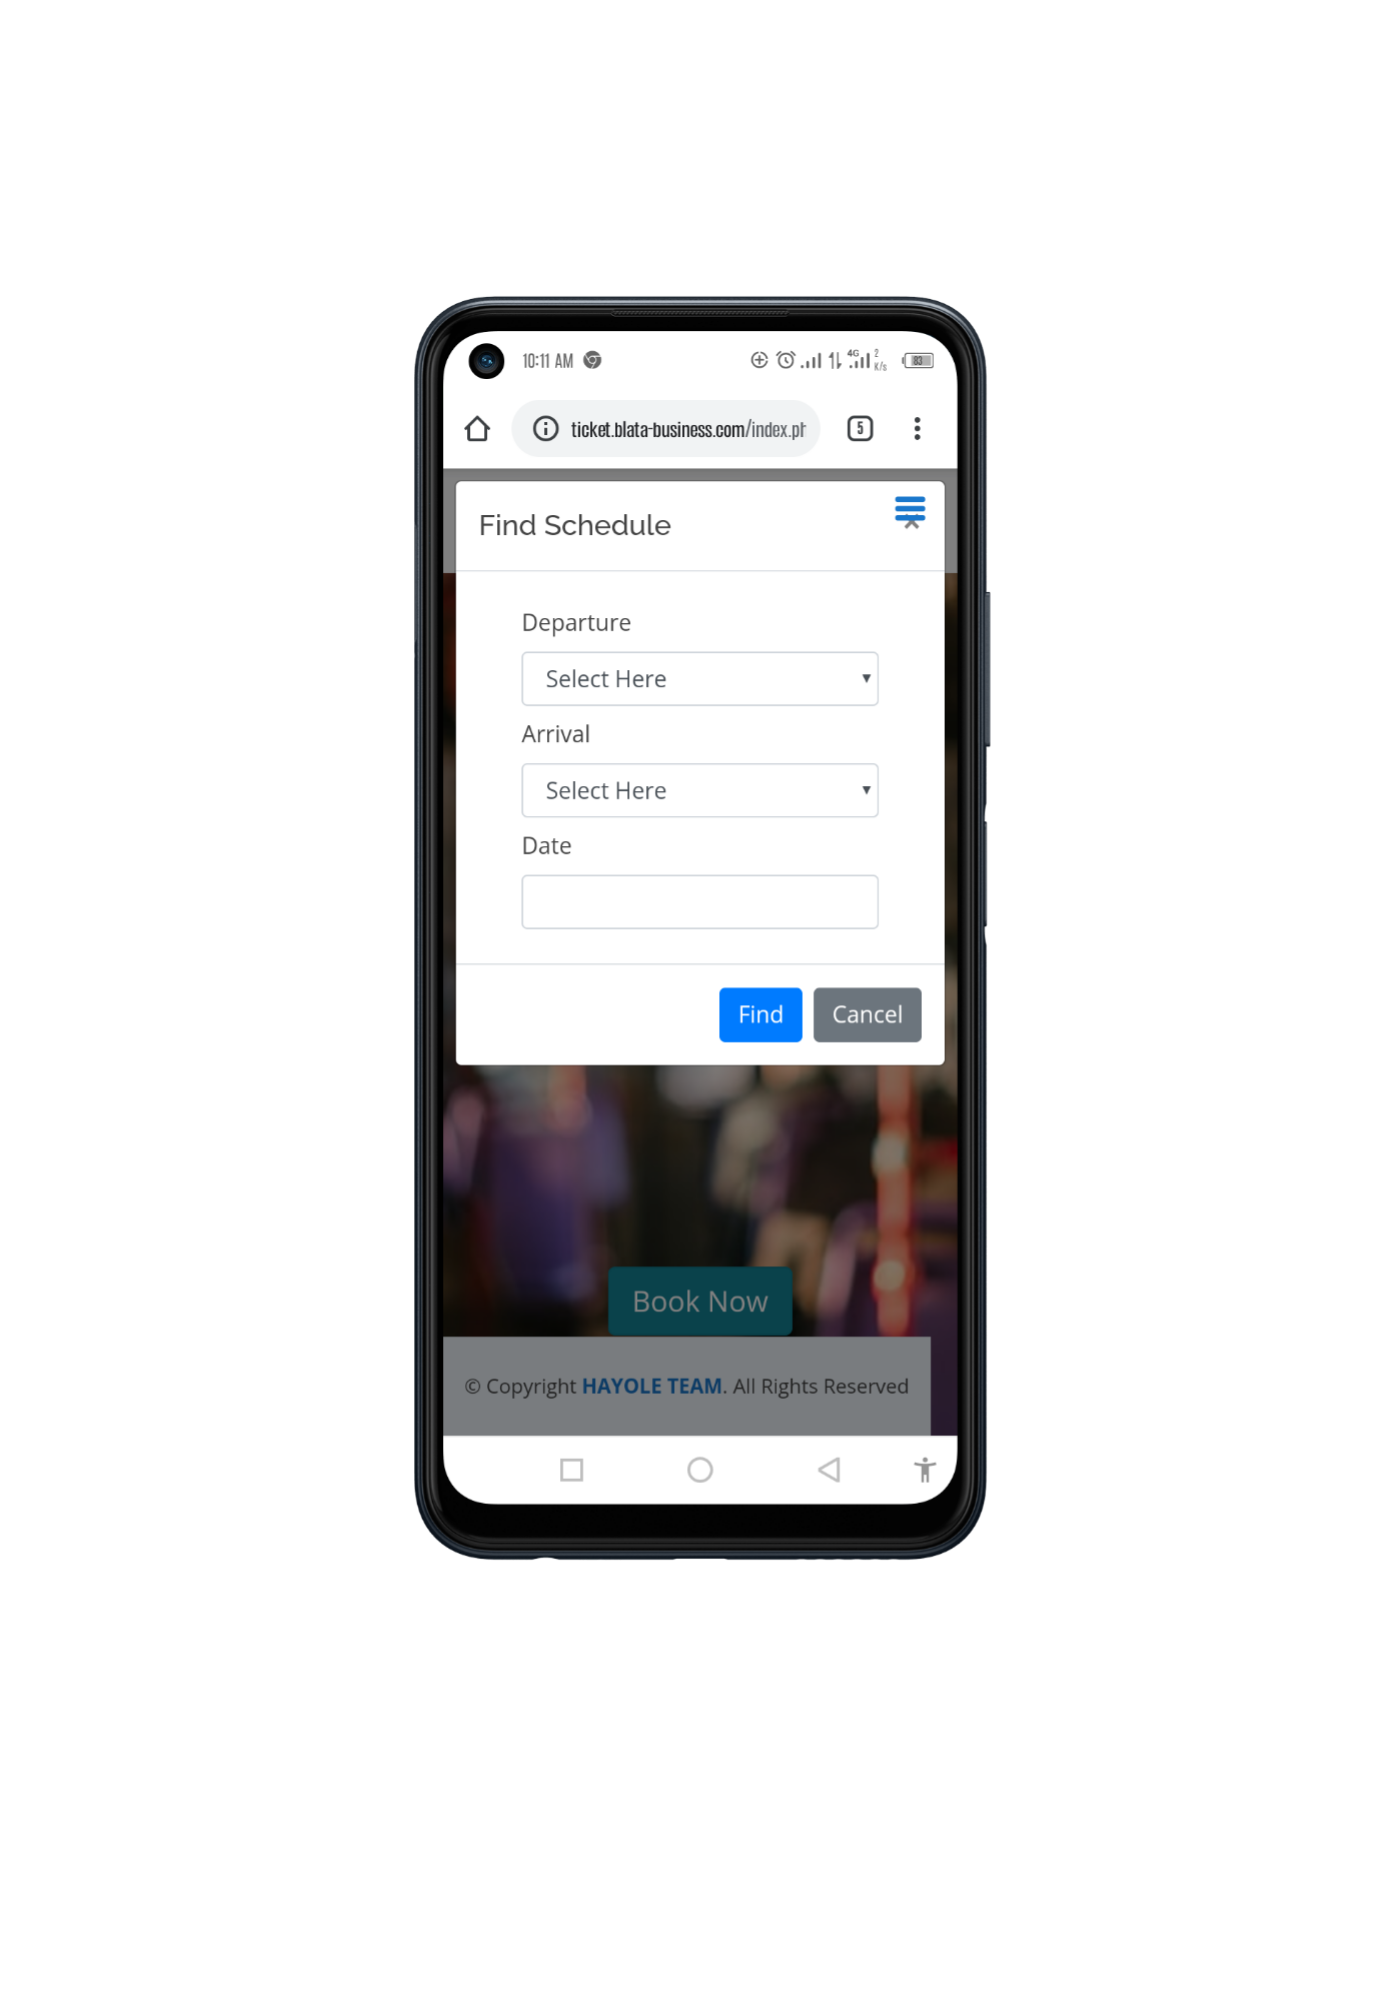 10:11 AM 4G 2 K/s 83
ticket.blata-business.com/index.ph
5
Find Schedule
Departure
Select Here
Arrival
Select Here
Date
Find Cancel
Book Now
© Copyright HAYOLE TEAM. All Rights Reserved